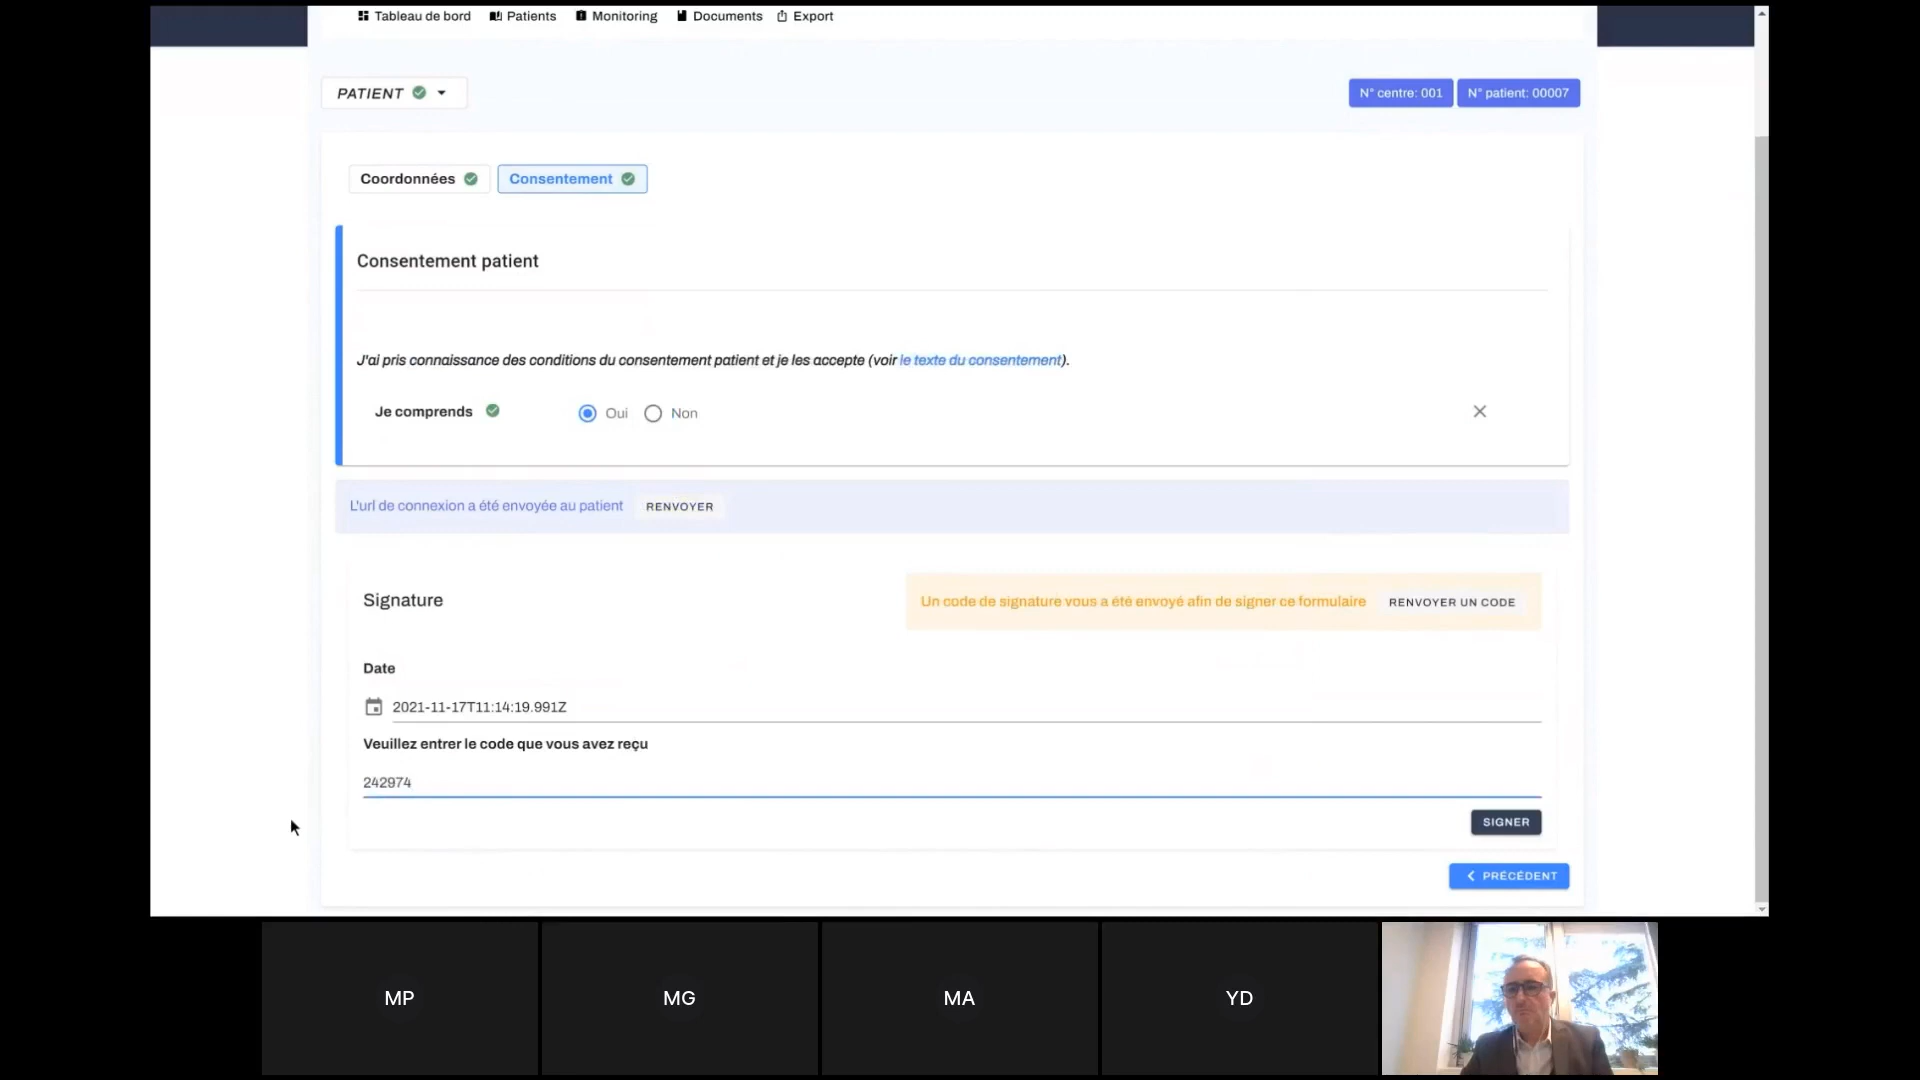 Tableau de bord Patients Monitoring Documents Export
PATIENT
N° centre: 001 N° patient: 00007
Coordonnées Consentement
Consentement patient
J'ai pris connaissance des conditions du consentement patient et je les accepte (voir le texte du consentement).
Je comprends Oui Non
L'url de connexion a été envoyée au patient RENVOYER
Signature
Un code de signature vous a été envoyé afin de signer ce formulaire RENVOYER UN CODE
Date
2021-11-17T11:14:19.991Z
Veuillez entrer le code que vous avez reçu
242974
SIGNER
PRÉCÉDENT
MP MG MA YD